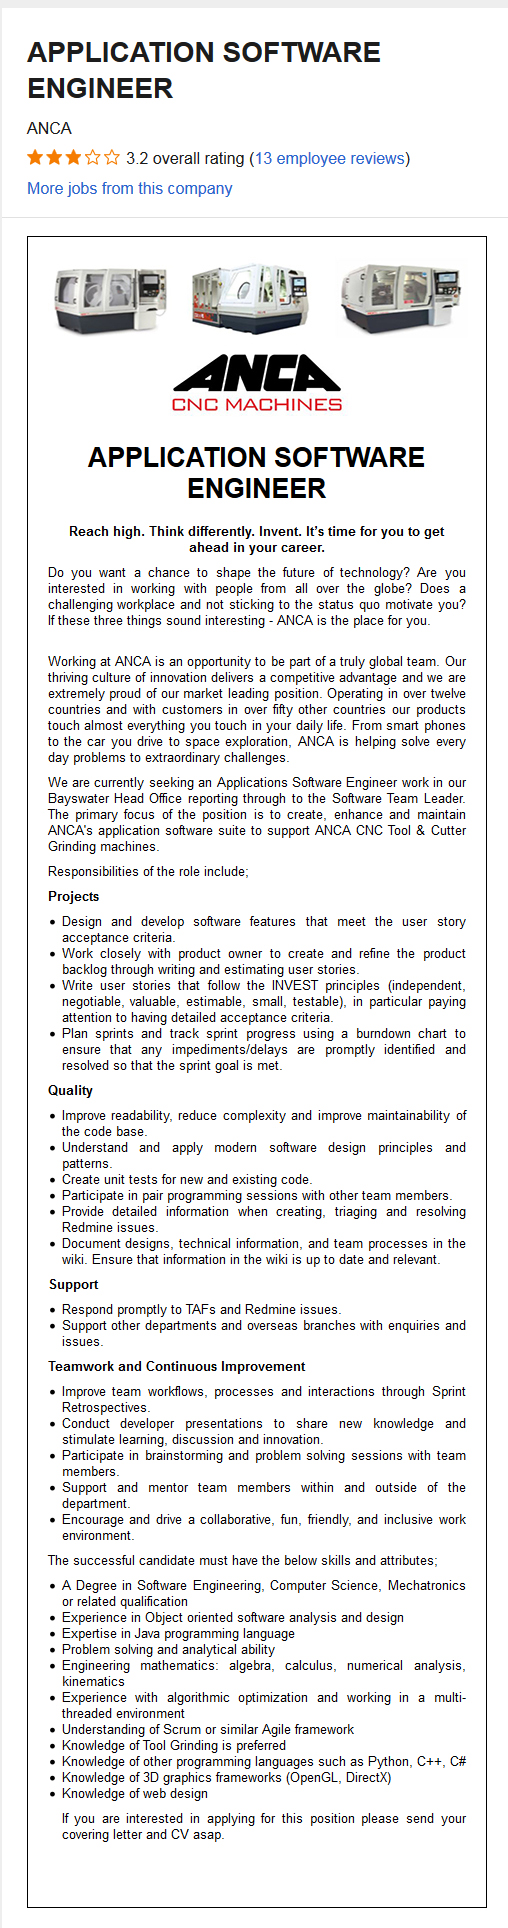 APPLICATION SOFTWARE
ENGINEER
ANCA
3.2 overall rating (13 employee reviews)
More jobs from this company
ANCA
CNC MACHINES
APPLICATION SOFTWARE
ENGINEER
Reach high. Think differently. Invent. It's time for you to get
ahead in your career.
Do you want a chance to shape the future of technology? Are you
interested in working with people from all over the globe? Does a
challenging workplace and not sticking to the status quo motivate you?
If these three things sound interesting - ANCA is the place for you.
Working at ANCA is an opportunity to be part of a truly global team. Our
thriving culture of innovation delivers a competitive advantage and we are
extremely proud of our market leading position. Operating in over twelve
countries and with customers in over fifty other countries our products
touch almost everything you touch in your daily life. From smart phones
to the car you drive to space exploration, ANCA is helping solve every
day problems to extraordinary challenges.
We are currently seeking an Applications Software Engineer work in our
Bayswater Head Office reporting through to the Software Team Leader.
The primary focus of the position is to create, enhance and maintain
ANCA's application software suite to support ANCA CNC Tool & Cutter
Grinding machines.
Responsibilities of the role include;
Projects
• Design and develop software features that meet the user story
acceptance criteria.
• Work closely with product owner to create and refine the product
backlog through writing and estimating user stories.
• Write user stories that follow the INVEST principles (independent,
negotiable, valuable, estimable, small, testable), in particular paying
attention to having detailed acceptance criteria.
• Plan sprints and track sprint progress using a burndown chart to
ensure that any impediments/delays are promptly identified and
resolved so that the sprint goal is met.
Quality
• Improve readability, reduce complexity and improve maintainability of
the code base.
• Understand and apply modern software design principles and
patterns.
• Create unit tests for new and existing code.
• Participate in pair programming sessions with other team members.
• Provide detailed information when creating, triaging and resolving
Redmine issues.
• Document designs, technical information, and team processes in the
wiki. Ensure that information in the wiki is up to date and relevant.
Support
• Respond promptly to TAFs and Redmine issues.
• Support other departments and overseas branches with enquiries and
issues.
Teamwork and Continuous Improvement
• Improve team workflows, processes and interactions through Sprint
Retrospectives.
• Conduct developer presentations to share new knowledge and
stimulate learning, discussion and innovation.
• Participate in brainstorming and problem solving sessions with team
members.
• Support and mentor team members within and outside of the
department.
• Encourage and drive a collaborative, fun, friendly, and inclusive work
environment.
The successful candidate must have the below skills and attributes;
• A Degree in Software Engineering, Computer Science, Mechatronics
or related qualification
• Experience in Object oriented software analysis and design
• Expertise in Java programming language
• Problem solving and analytical ability
• Engineering mathematics: algebra, calculus, numerical analysis,
kinematics
• Experience with algorithmic optimization and working in a multi-
threaded environment
• Understanding of Scrum or similar Agile framework
• Knowledge of Tool Grinding is preferred
• Knowledge of other programming languages such as Python, C++, C#
• Knowledge of 3D graphics frameworks (OpenGL, DirectX)
• Knowledge of web design
If you are interested in applying for this position please send your
covering letter and CV asap.